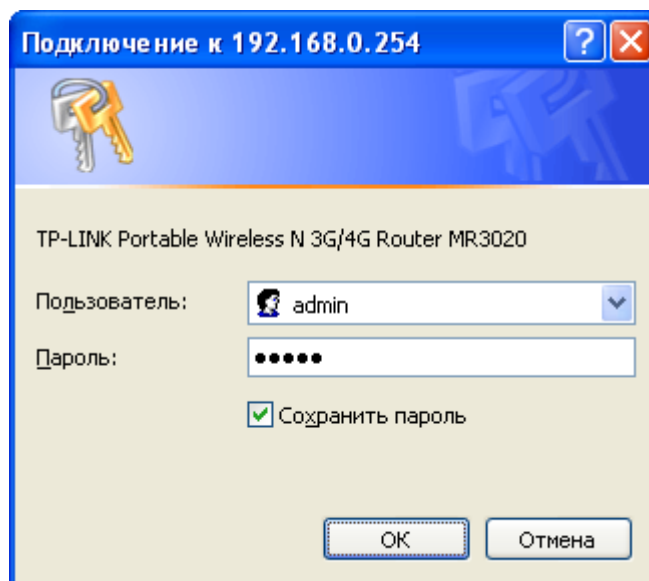 Подключение к 192.168.0.254
TP-LINK Portable Wireless N 3G/4G Router MR3020
Пользователь: admin
Пароль: •••••
Сохранить пароль
OK Отмена